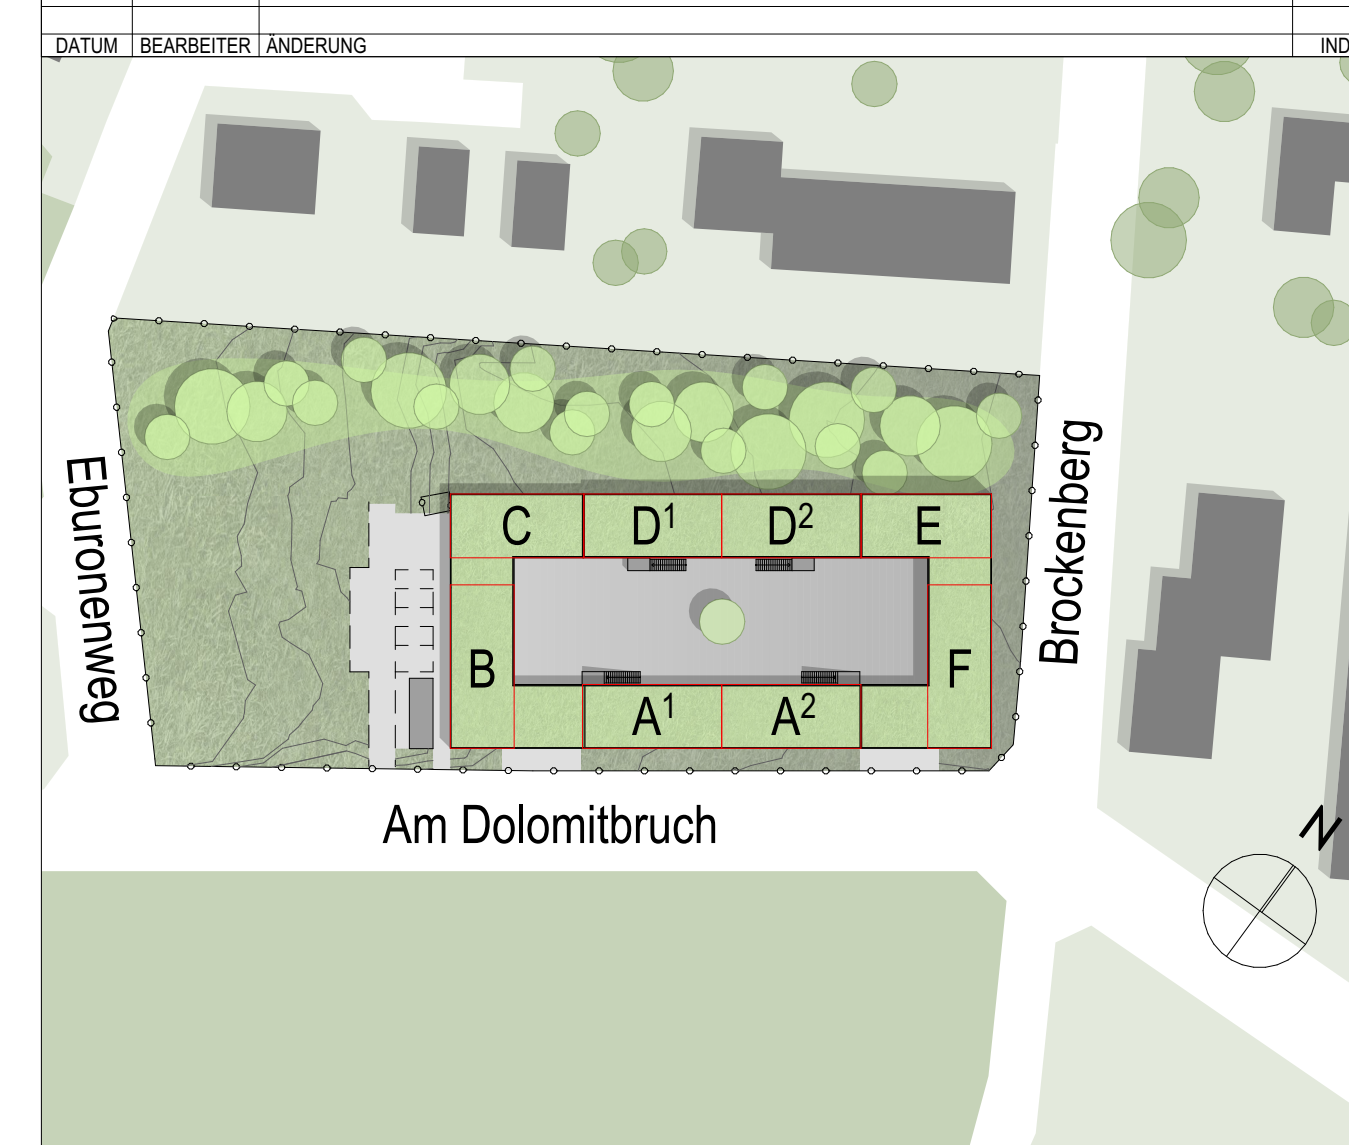 DATUM BEARBEITER ÄNDERUNG IND
C D¹ D² E
Eburonenweg
Brockenberg
B F
A¹ A²
Am Dolomitbruch
N